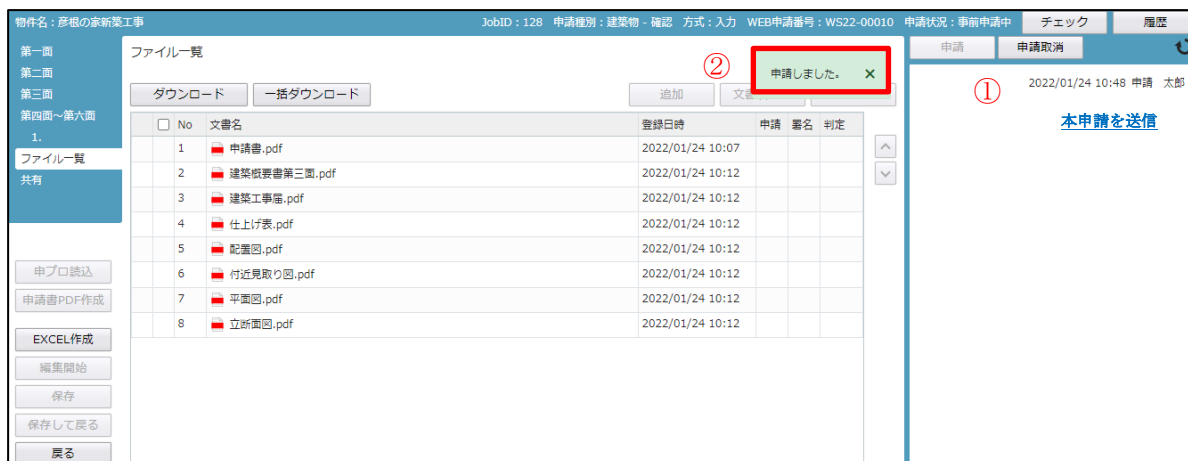 物件名：彦根の家新築工事 JobID：128 申請種別：建築物 - 確認 方式：入力 WEB申請番号：WS22-00010 申請状況：事前申請中 チェック 履歴
第一面
第二面
第三面
第四面～第六面
1.
ファイル一覧
共有
申プロ読込
申請書PDF作成
EXCEL作成
編集開始
保存
保存して戻る
戻る
ファイル一覧
② 申請しました。 ×
ダウンロード 一括ダウンロード 追加
No 文書名 登録日時 申請 署名 判定
1 申請書.pdf 2022/01/24 10:07
2 建築概要書第三面.pdf 2022/01/24 10:12
3 建築工事届.pdf 2022/01/24 10:12
4 仕上げ表.pdf 2022/01/24 10:12
5 配置図.pdf 2022/01/24 10:12
6 付近見取り図.pdf 2022/01/24 10:12
7 平面図.pdf 2022/01/24 10:12
8 立断面図.pdf 2022/01/24 10:12
申請 申請取消
① 2022/01/24 10:48 申請 太郎
本申請を送信